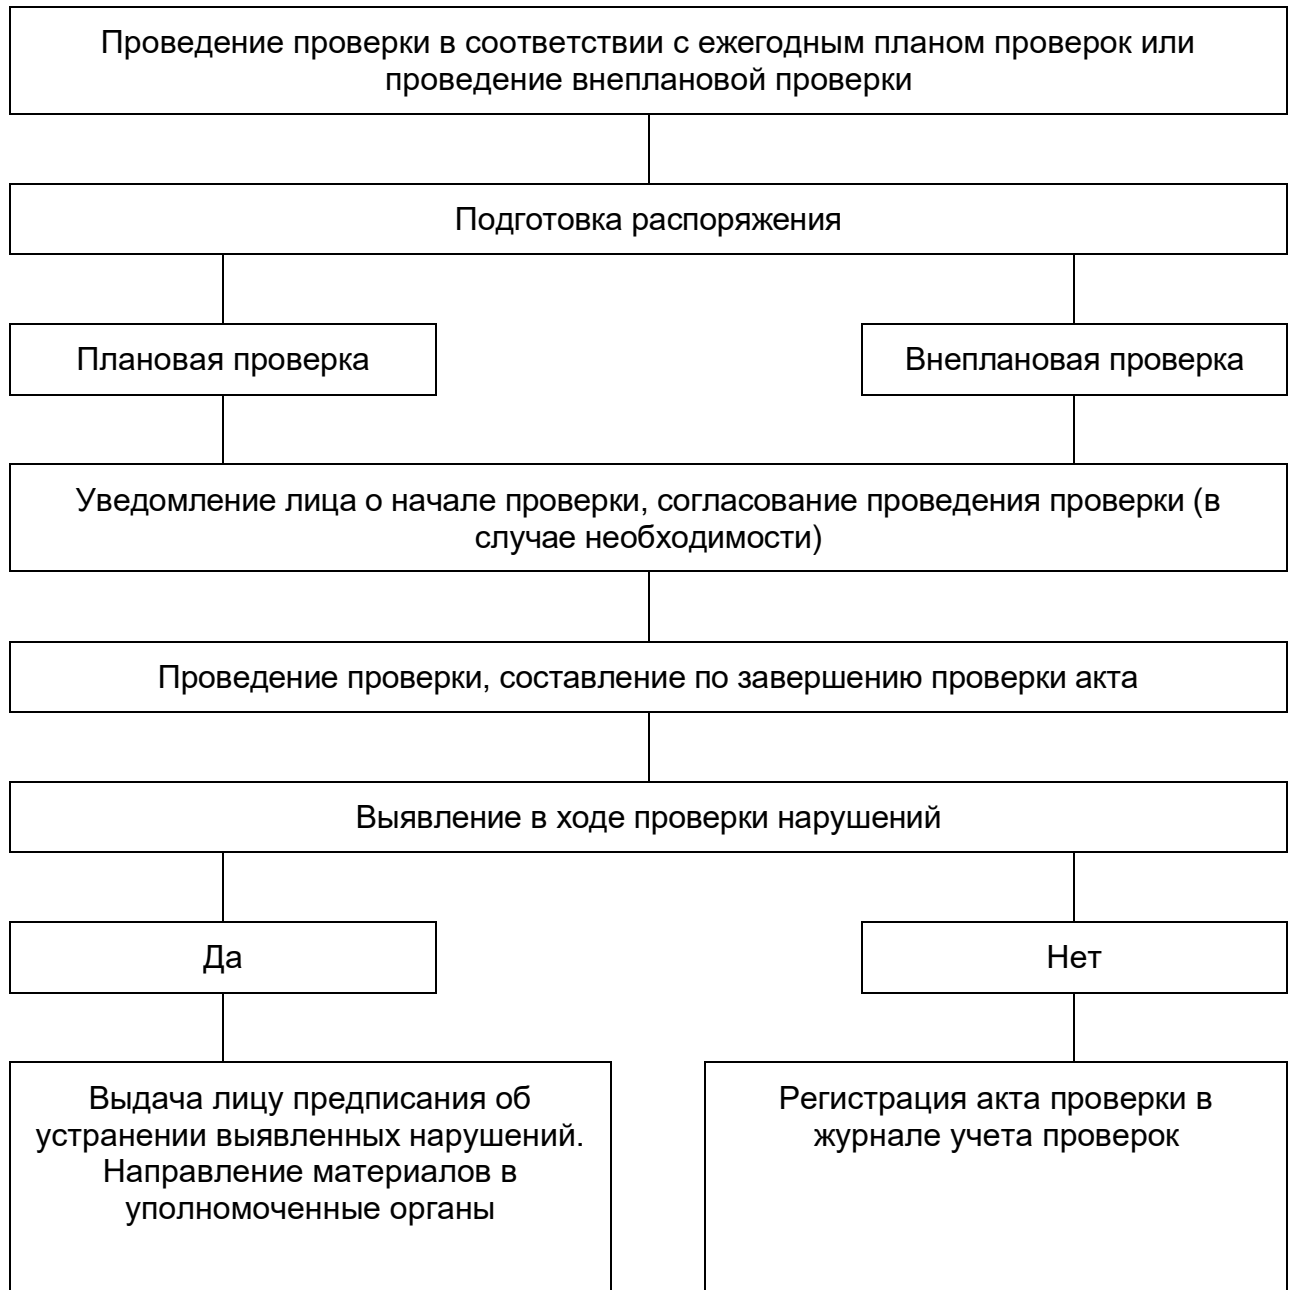 Проведение проверки в соответствии с ежегодным планом проверок или
проведение внеплановой проверки
Подготовка распоряжения
Плановая проверка
Внеплановая проверка
Уведомление лица о начале проверки, согласование проведения проверки (в
случае необходимости)
Проведение проверки, составление по завершению проверки акта
Выявление в ходе проверки нарушений
Да
Нет
Выдача лицу предписания об
устранении выявленных нарушений.
Направление материалов в
уполномоченные органы
Регистрация акта проверки в
журнале учета проверок